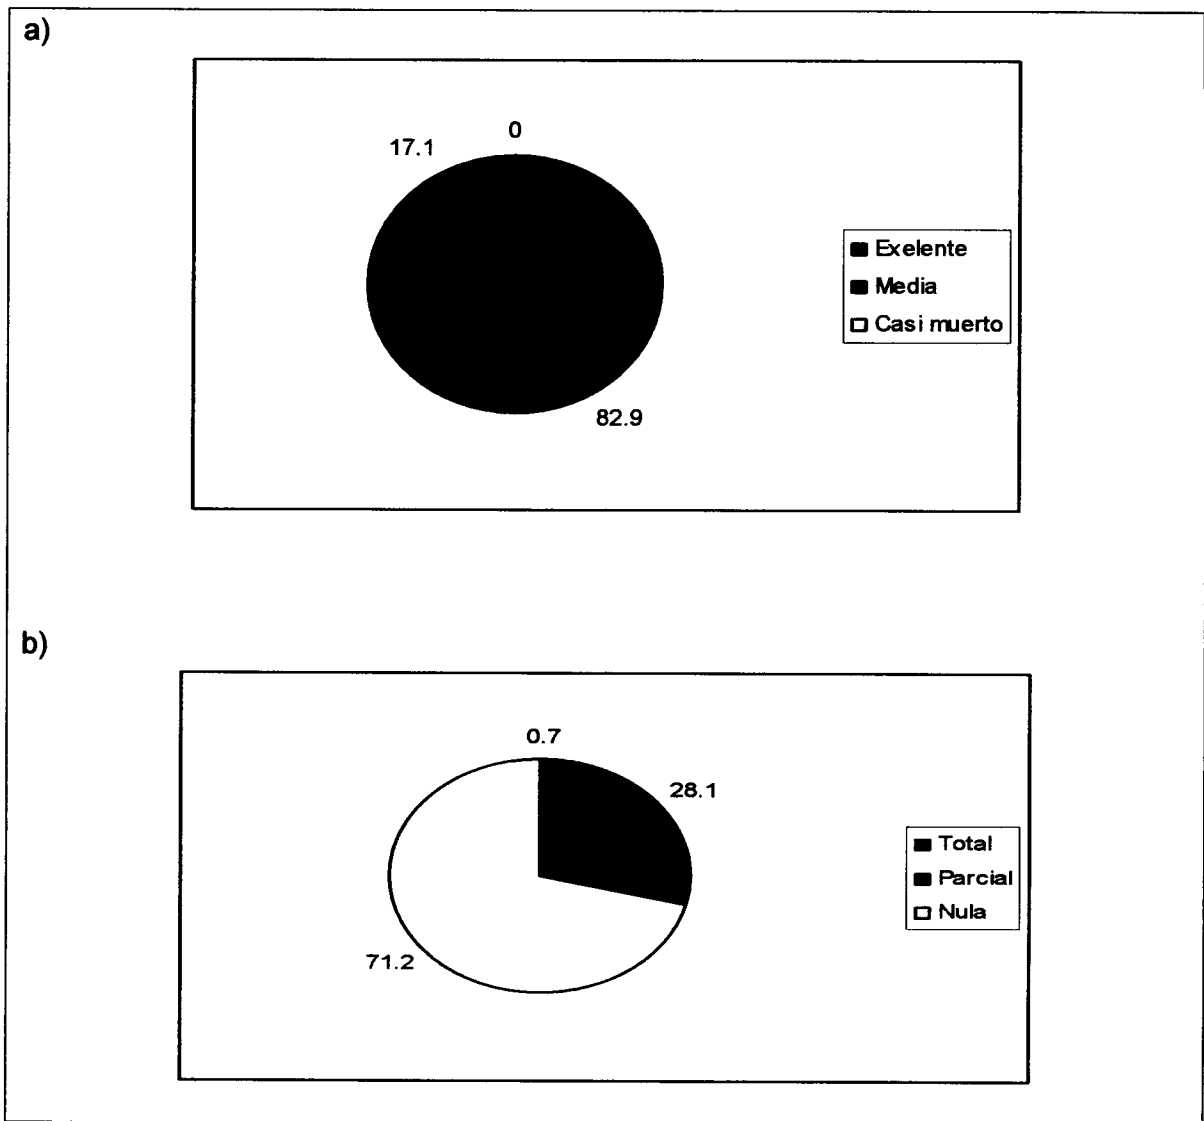 a)
0
17.1
82.9
Exelente
Media
Casi muerto
b)
0.7
28.1
71.2
Total
Parcial
Nula